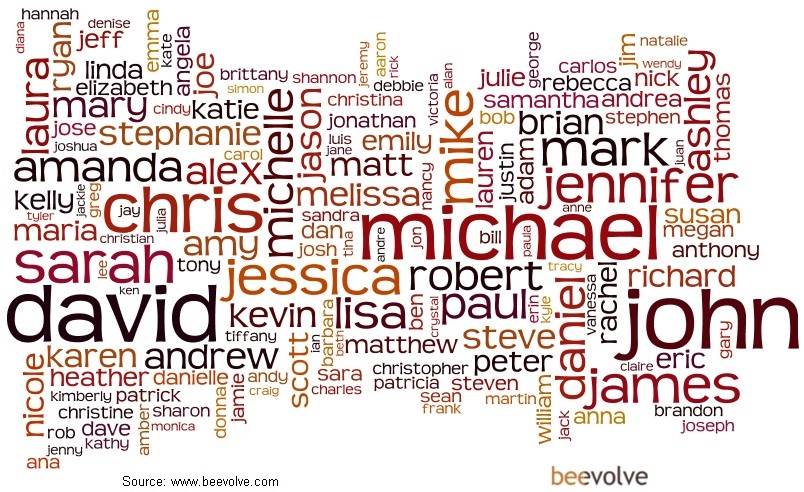 hannah
denise
diana
jeff
ryan
laura
linda
elizabeth
emma
kate
angela
joe
mary
cindy
katie
brittany
simon
shannon
jeremy
rick
aaron
debbie
christina
jonathan
victoria
alan
mike
julie
george
carlos
rebecca
jim
nick
natalie
wendy
ashley
thomas
samantha
andrea
bob
brian
stephen
jose
joshua
stephanie
carol
michelle
jason
luis
jane
emily
matt
nancy
lauren
justin
adam
mark
juan
amanda
alex
jennifer
kelly
jackie
greg
tyler
jay
julia
chris
melissa
sandra
dan
josh
tina
andre
jon
michael
bill
paula
anne
susan
megan
anthony
maria
christian
amy
sarah
lee
tony
jessica
robert
tracy
richard
ken
david
kevin
lisa
ben
crystal
paul
erin
kyle
daniel
vanessa
rachel
john
gary
tiffany
barbara
ian
beth
matthew
steve
karen
andrew
scott
peter
claire
eric
nicole
heather
danielle
andy
craig
sara
charles
christopher
patricia
steven
james
kimberly
patrick
jamie
donna
sean
frank
martin
william
jack
anna
brandon
joseph
christine
sharon
amber
monica
rob
dave
jenny
kathy
ana
beevolve
Source: www.beevolve.com